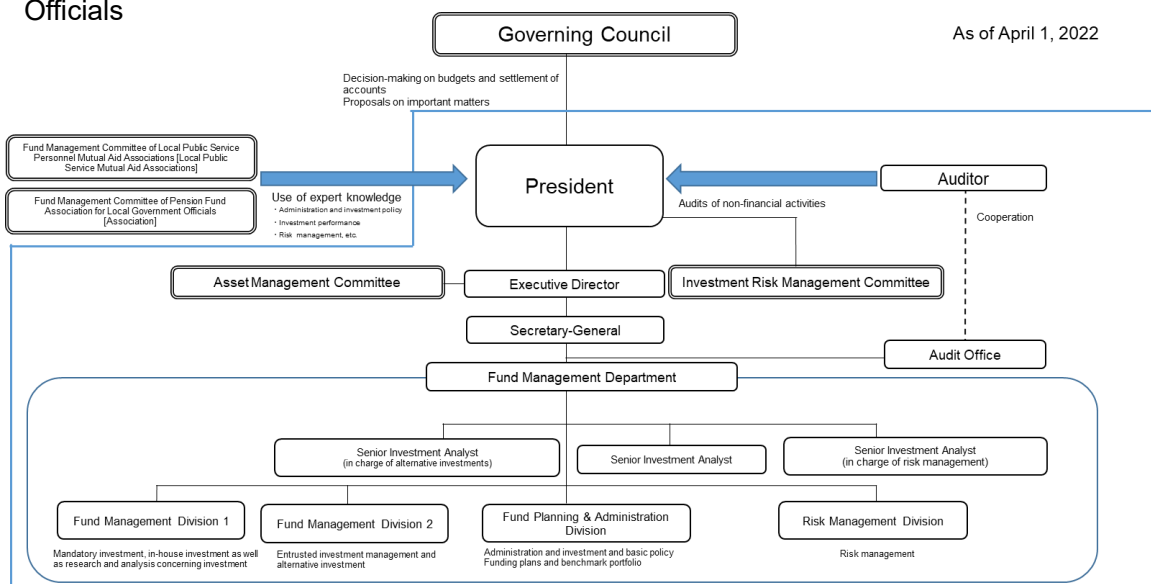 Officials
Governing Council
As of April 1, 2022
Decision-making on budgets and settlement of
accounts
Proposals on important matters
Fund Management Committee of Local Public Service
Personnel Mutual Aid Associations [Local Public
Service Mutual Aid Associations]
Fund Management Committee of Pension Fund
Association for Local Government Officials
[Association]
Use of expert knowledge
・Administration and investment policy
・Investment performance
・Risk management, etc.
President
Auditor
Audits of non-financial activities
Cooperation
Asset Management Committee
Executive Director
Investment Risk Management Committee
Secretary-General
Audit Office
Fund Management Department
Senior Investment Analyst
(in charge of alternative investments)
Senior Investment Analyst
Senior Investment Analyst
(in charge of risk management)
Fund Management Division 1
Mandatory investment, in-house investment as well
as research and analysis concerning investment
Fund Management Division 2
Entrusted investment management and
alternative investment
Fund Planning & Administration
Division
Administration and investment and basic policy
Funding plans and benchmark portfolio
Risk Management Division
Risk management